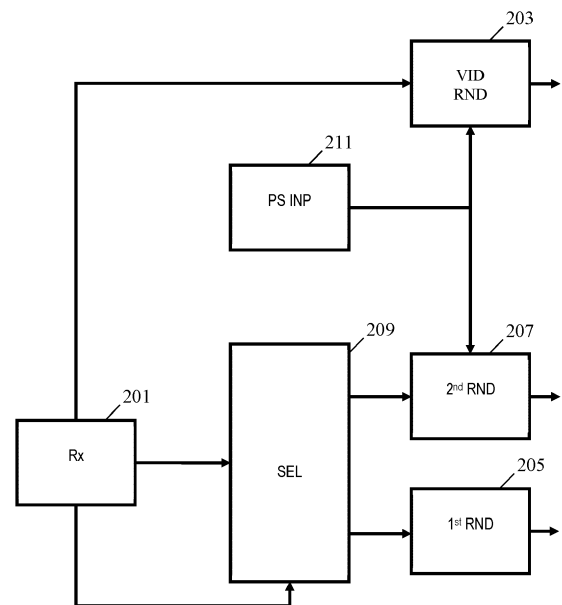 203
VID
RND
211
PS INP
209
207
2nd RND
201
Rx
SEL
205
1st RND